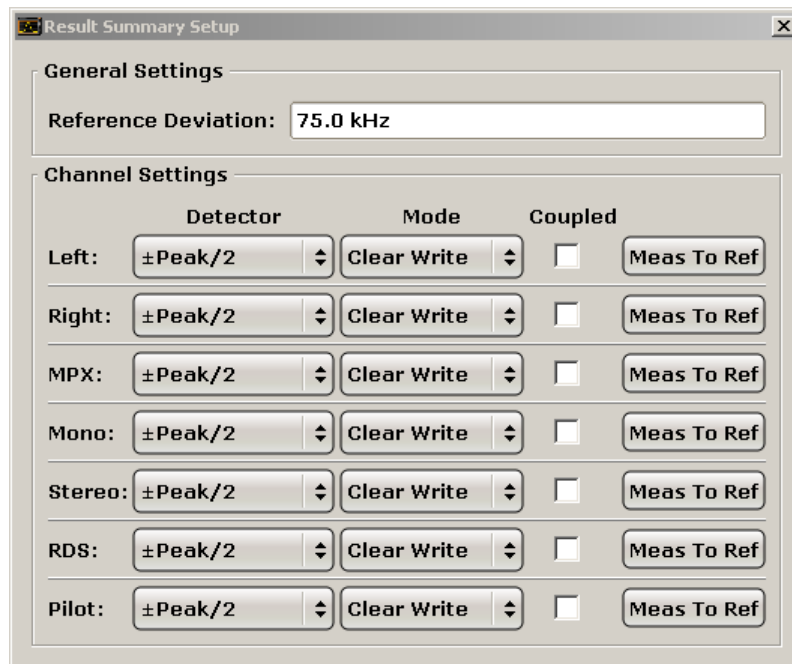 Result Summary Setup
General Settings
Reference Deviation: 75.0 kHz
Channel Settings
Detector Mode Coupled
Left: ±Peak/2 Clear Write Meas To Ref
Right: ±Peak/2 Clear Write Meas To Ref
MPX: ±Peak/2 Clear Write Meas To Ref
Mono: ±Peak/2 Clear Write Meas To Ref
Stereo: ±Peak/2 Clear Write Meas To Ref
RDS: ±Peak/2 Clear Write Meas To Ref
Pilot: ±Peak/2 Clear Write Meas To Ref